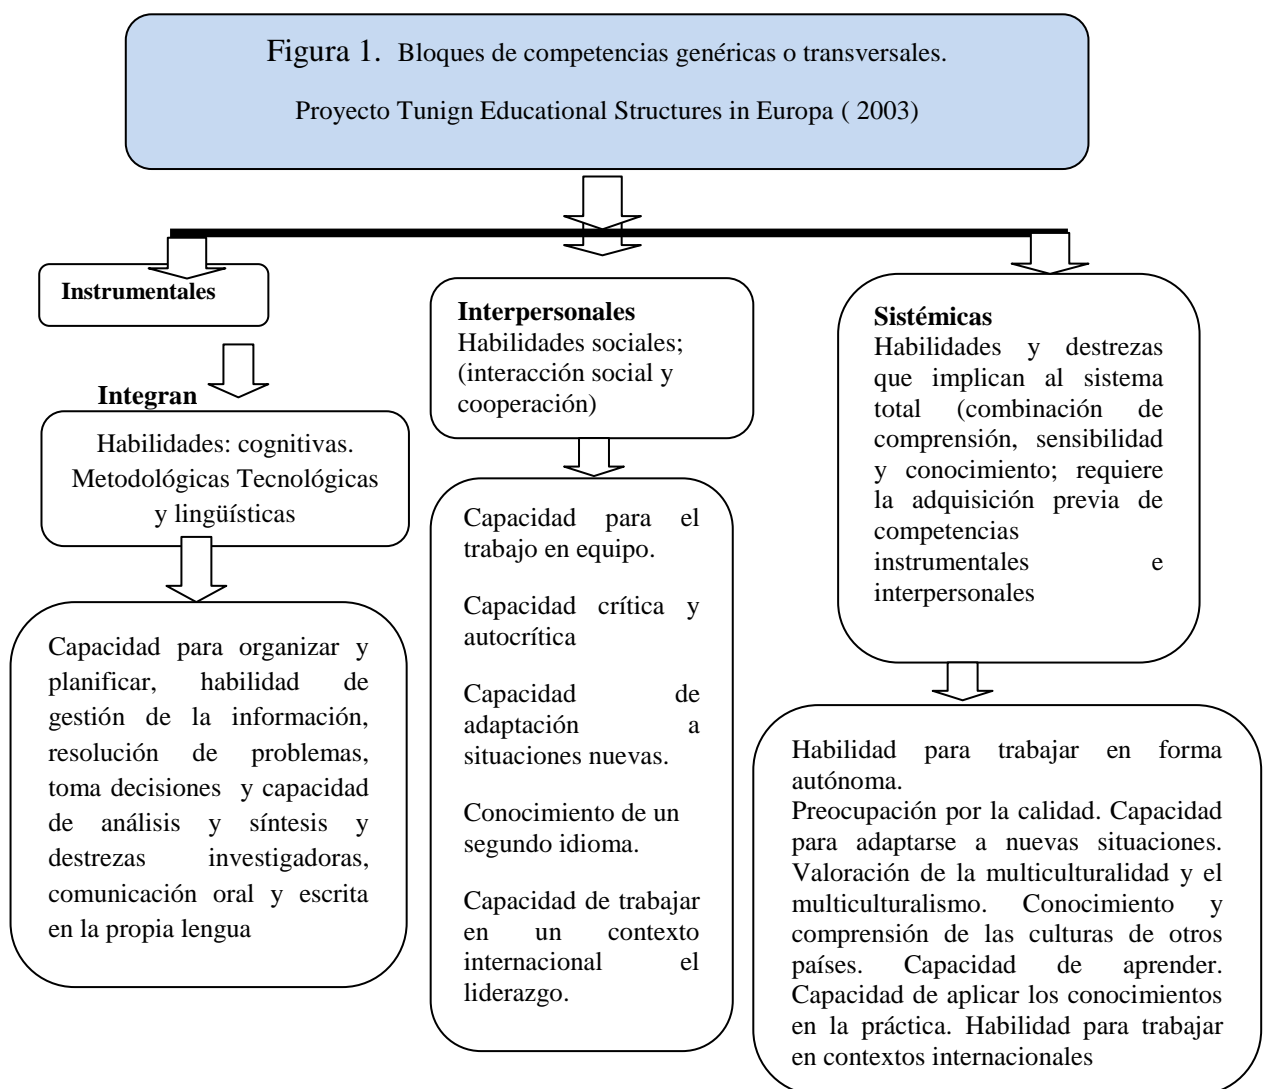 Figura 1. Bloques de competencias genéricas o transversales.
Proyecto Tunign Educational Structures in Europa ( 2003)
Instrumentales
Integran
Habilidades: cognitivas.
Metodológicas Tecnológicas
y lingüísticas
Capacidad para organizar y
planificar, habilidad de
gestión de la información,
resolución de problemas,
toma decisiones y capacidad
de análisis y síntesis y
destrezas investigadoras,
comunicación oral y escrita
en la propia lengua
Interpersonales
Habilidades sociales;
(interacción social y
cooperación)
Capacidad para el
trabajo en equipo.
Capacidad crítica y
autocrítica
Capacidad de
adaptación a
situaciones nuevas.
Conocimiento de un
segundo idioma.
Capacidad de trabajar
en un contexto
internacional el
liderazgo.
Sistémicas
Habilidades y destrezas
que implican al sistema
total (combinación de
comprensión, sensibilidad
y conocimiento; requiere
la adquisición previa de
competencias
instrumentales e
interpersonales
Habilidad para trabajar en forma
autónoma.
Preocupación por la calidad. Capacidad
para adaptarse a nuevas situaciones.
Valoración de la multiculturalidad y el
multiculturalismo. Conocimiento y
comprensión de las culturas de otros
países. Capacidad de aprender.
Capacidad de aplicar los conocimientos
en la práctica. Habilidad para trabajar
en contextos internacionales